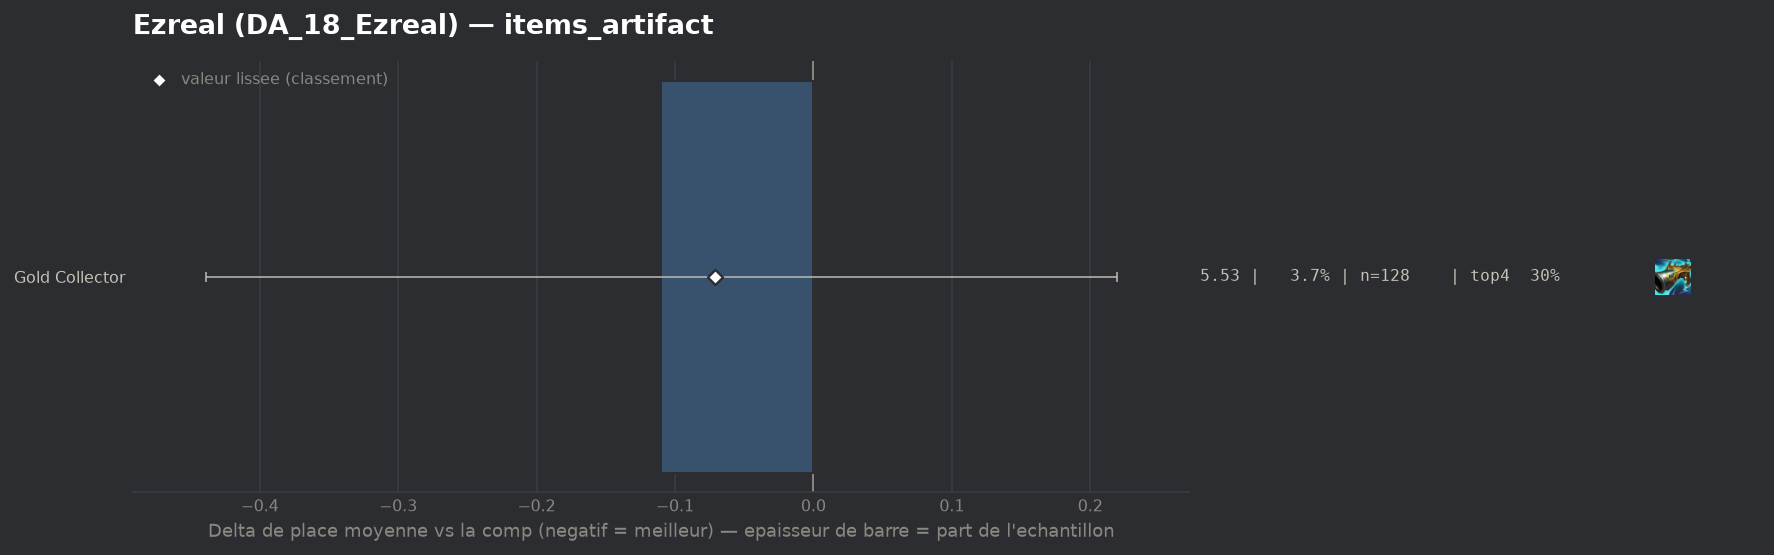 Ezreal (DA_18_Ezreal) — items_artifact
valeur lissee (classement)
Gold Collector
5.53 | 3.7% | n=128 | top4 30%
−0.4 −0.3 −0.2 −0.1 0.0 0.1 0.2
Delta de place moyenne vs la comp (negatif = meilleur) — epaisseur de barre = part de l'echantillon